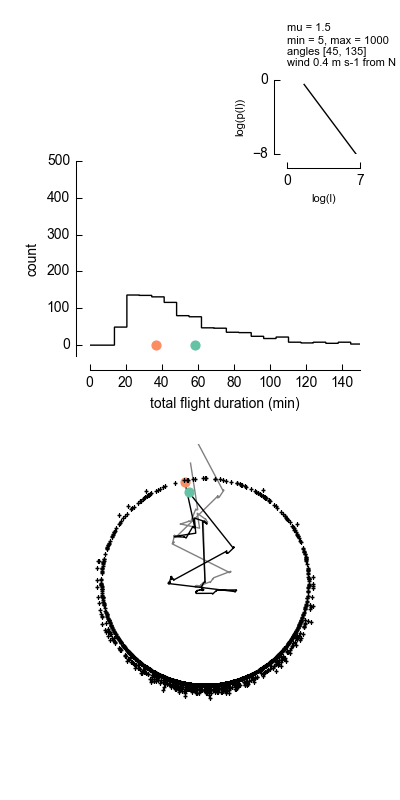 mu = 1.5
min = 5, max = 1000
angles [45, 135]
wind 0.4 m s-1 from N
0
log(p(l))
−8
0
7
log(l)
500
400
300
200
100
0
count
0
20
40
60
80
100
120
140
total flight duration (min)